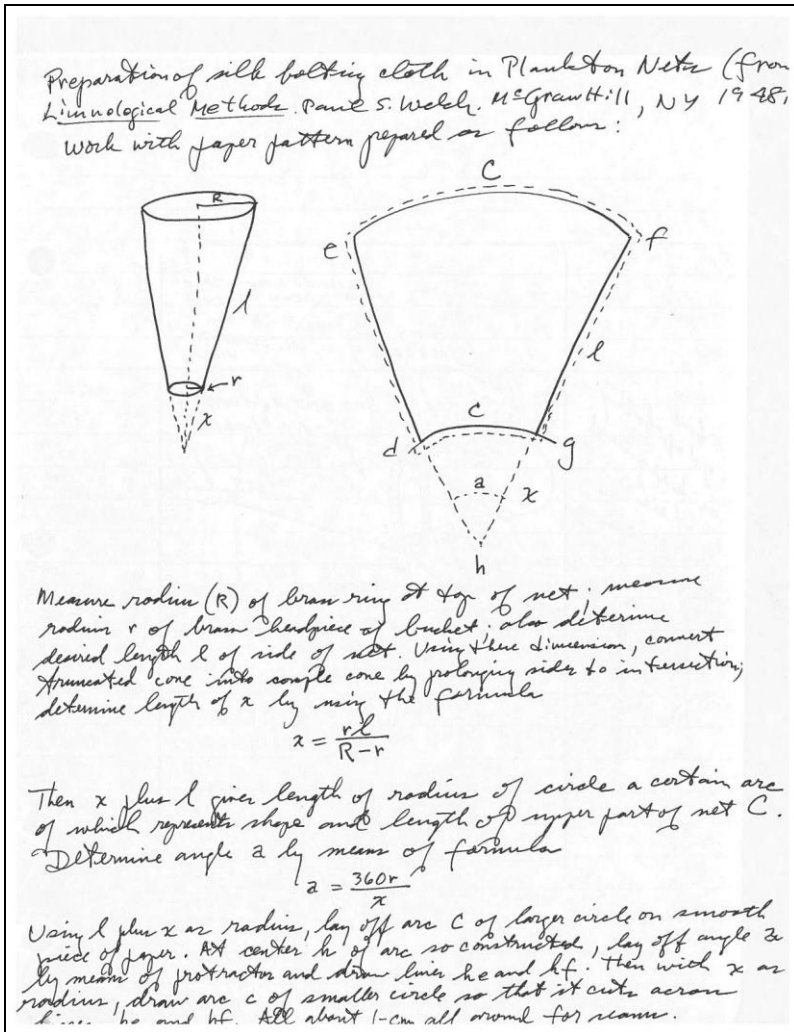 Preparation of silk bolting cloth in Plankton Nets (from
Limnological Methods. Paul S. Welch. McGraw Hill, NY 1948,
Work with paper pattern prepared as follows:
R
C
e
f
l
l
r
c
x
d
g
a
x
h
Measure radius (R) of brass ring at top of net; measure
radius r of brass headpiece of bucket; also determine
desired length l of side of net. Using these dimension, convert
truncated cone into complete cone by prolonging sides to intersection;
determine length of x by using the formula
x = rl / R-r
Then x plus l gives length of radius of circle a certain arc
of which represents shape and length of upper part of net C.
Determine angle a by means of formula
a = 360r / x
Using l plus x as radius, lay off arc C of larger circle on smooth
piece of paper. At center h of arc so constructed, lay off angle a
by means of protractor and draw lines he and hf. Then with x as
radius, draw arc c of smaller circle so that it cuts across
lines he and hf. All about 1-cm all around for seams.